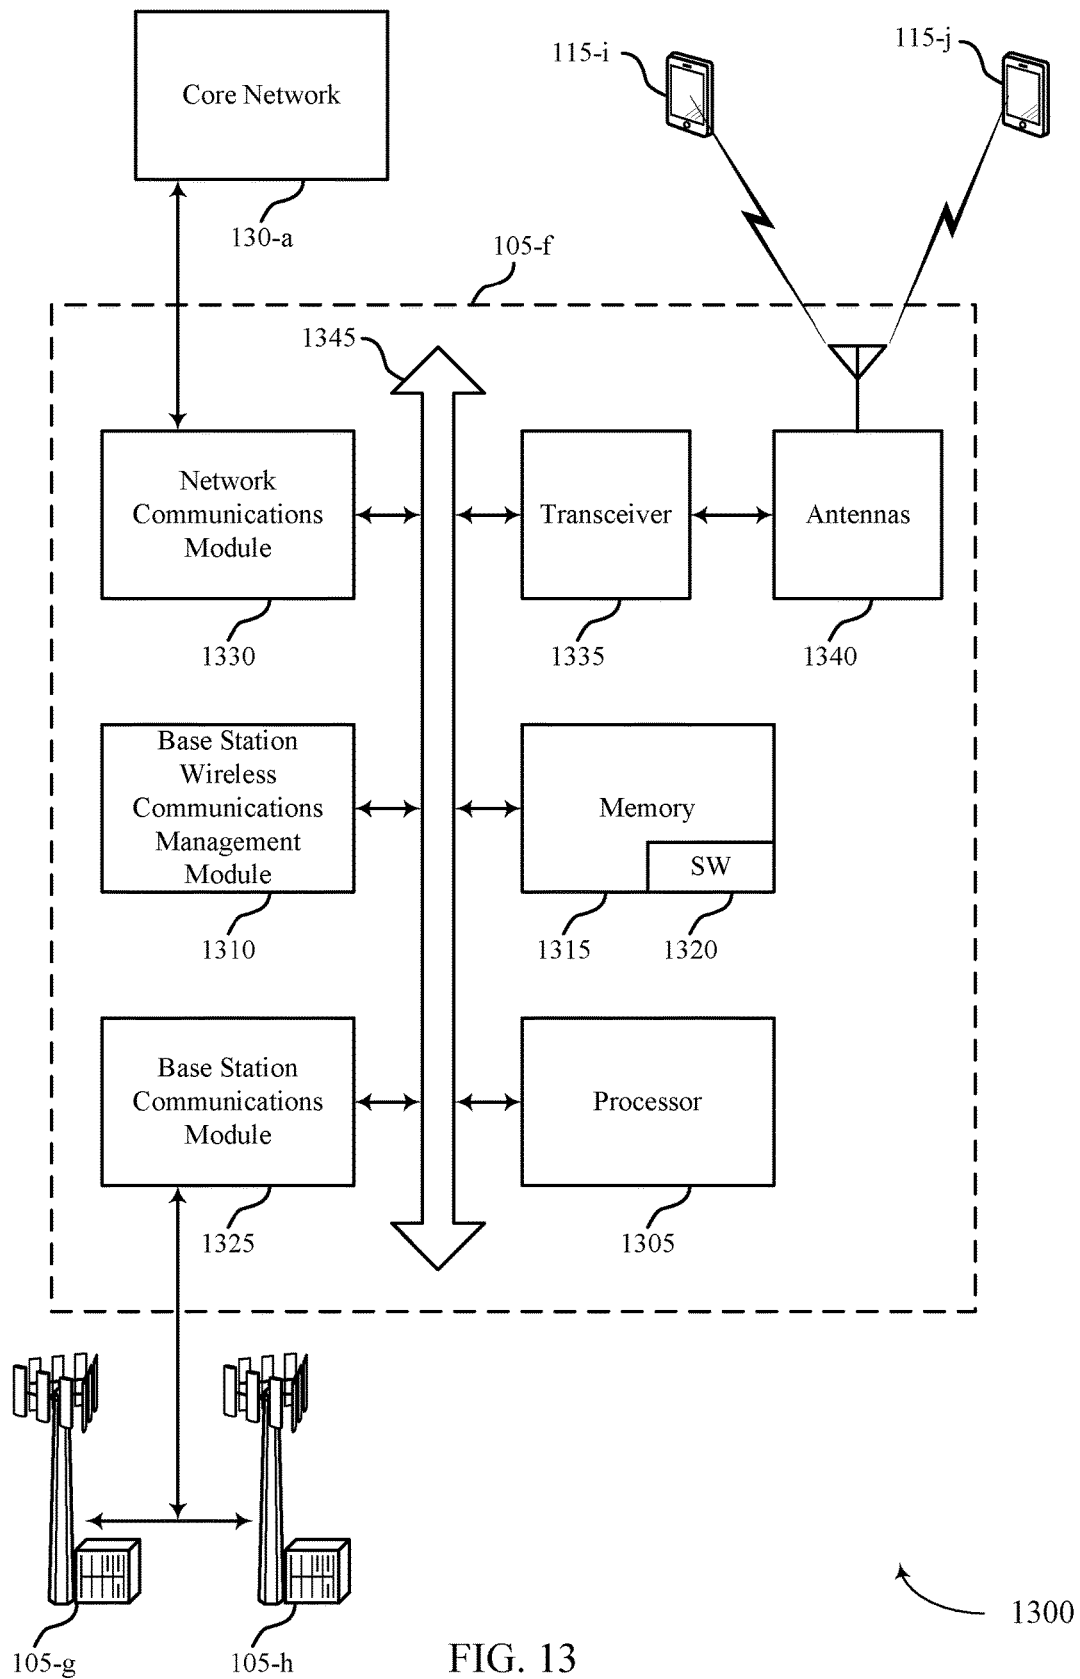 Core Network
130-a
115-i
115-j
105-f
1345
Network
Communications
Module
1330
Transceiver
1335
Antennas
1340
Base Station
Wireless
Communications
Management
Module
1310
Memory
SW
1315
1320
Base Station
Communications
Module
1325
Processor
1305
105-g
105-h
1300
FIG. 13